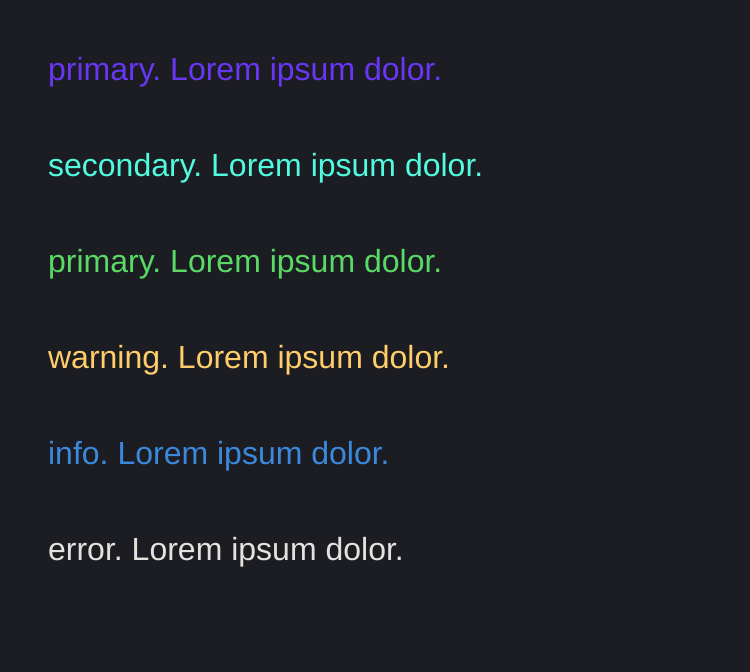 primary. Lorem ipsum dolor.
secondary. Lorem ipsum dolor.
primary. Lorem ipsum dolor.
warning. Lorem ipsum dolor.
info. Lorem ipsum dolor.
error. Lorem ipsum dolor.